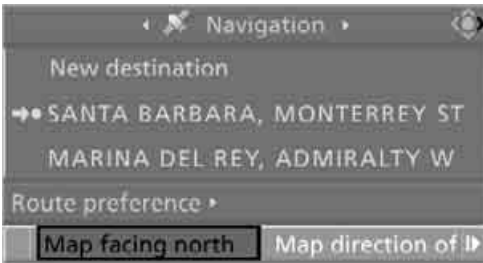 Navigation
New destination
SANTA BARBARA, MONTERREY ST
MARINA DEL REY, ADMIRALTY W
Route preference
Map facing north Map direction of